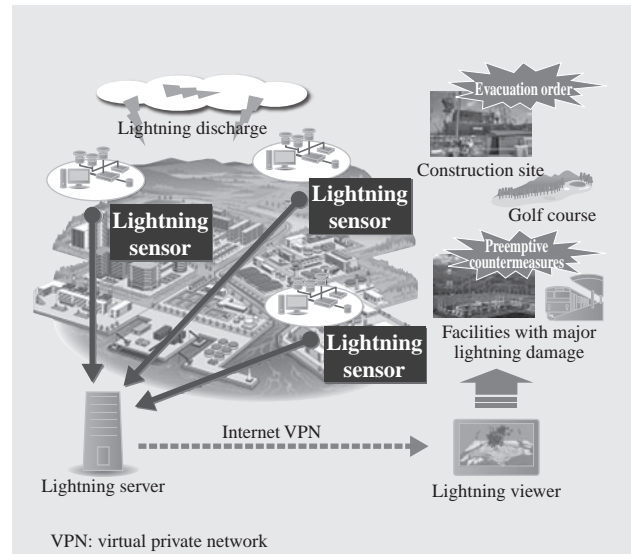 Evacuation order
Lightning discharge
Construction site
Golf course
Lightning
sensor
Lightning
sensor
Preemptive
countermeasures
Lightning
sensor
Facilities with major
lightning damage
Internet VPN
Lightning server
Lightning viewer
VPN: virtual private network